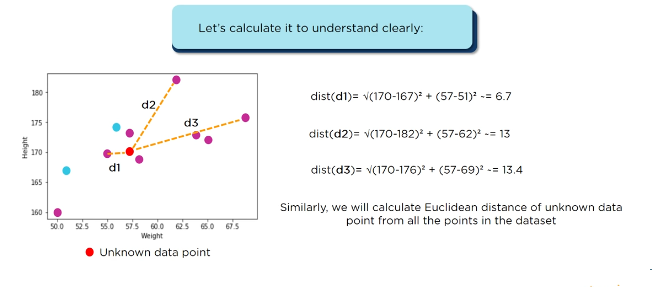 Let's calculate it to understand clearly:
dist(d1)= √(170-167)² + (57-51)² ~= 6.7
dist(d2)= √(170-182)² + (57-62)² ~= 13
dist(d3)= √(170-176)² + (57-69)² ~= 13.4
Similarly, we will calculate Euclidean distance of unknown data
point from all the points in the dataset
180
175
170
165
160
Height
d2
d3
d1
50.0 52.5 55.0 57.5 60.0 62.5 65.0 67.5
Weight
Unknown data point